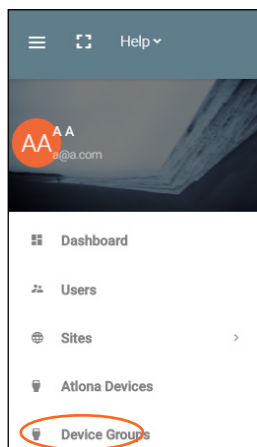 Help
AA
A A
a@a.com
Dashboard
Users
Sites
Atlona Devices
Device Groups